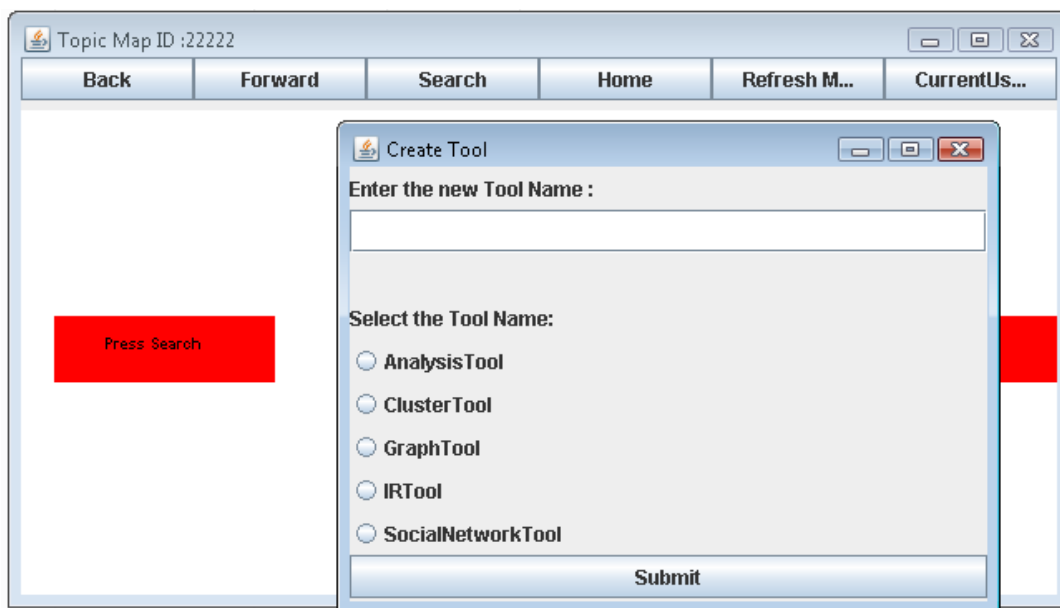 Topic Map ID :22222
Back Forward Search Home Refresh M... CurrentUs...
Create Tool
Enter the new Tool Name :
Select the Tool Name:
Press Search
AnalysisTool
ClusterTool
GraphTool
IRTool
SocialNetworkTool
Submit